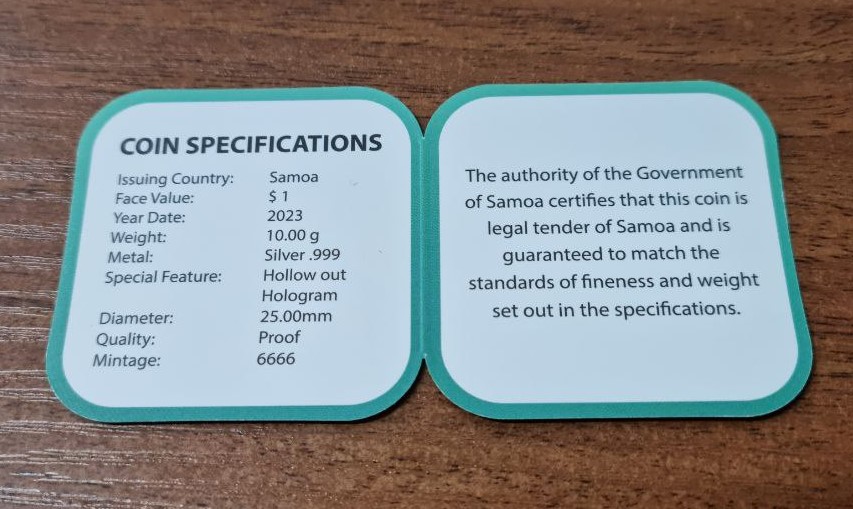 COIN SPECIFICATIONS
Issuing Country: Samoa
Face Value: $ 1
Year Date: 2023
Weight: 10.00 g
Metal: Silver .999
Special Feature: Hollow out
Hologram
Diameter: 25.00mm
Quality: Proof
Mintage: 6666
The authority of the Government
of Samoa certifies that this coin is
legal tender of Samoa and is
guaranteed to match the
standards of fineness and weight
set out in the specifications.